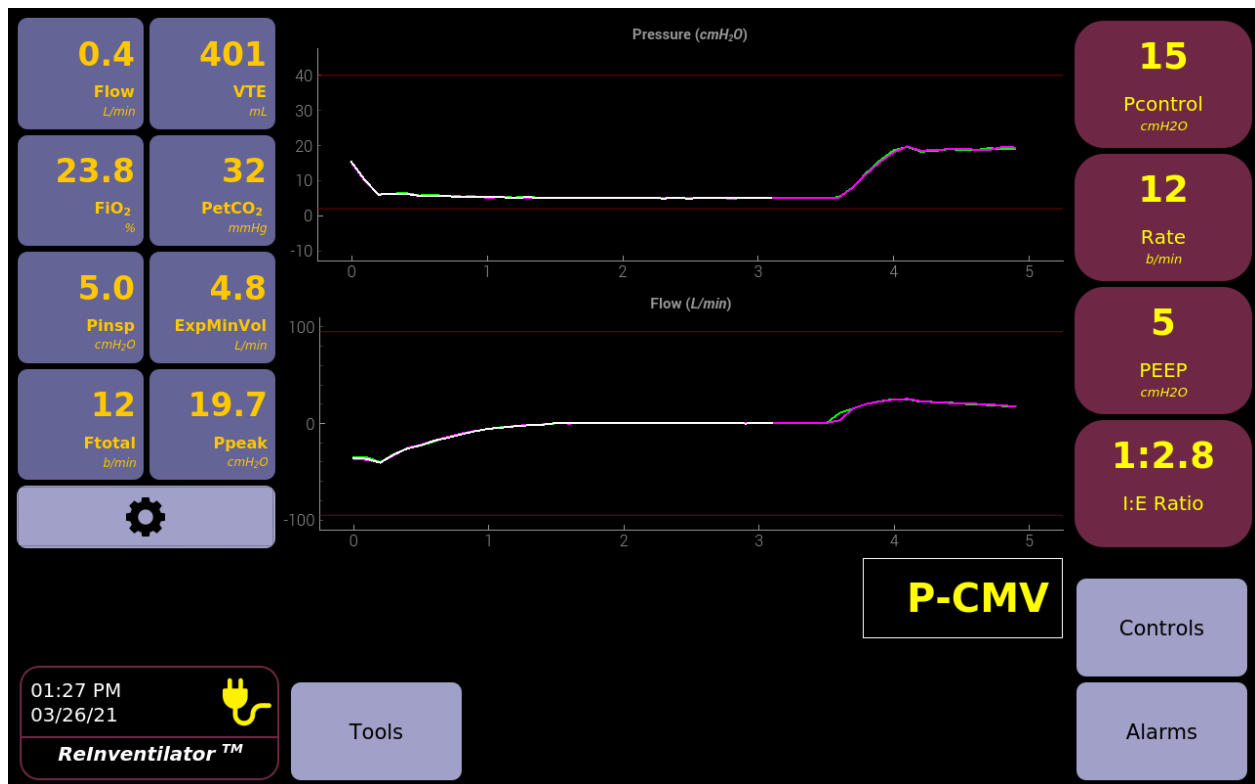 0.4
Flow
L/min
401
VTE
mL
23.8
FiO₂
%
32
PetCO₂
mmHg
5.0
Pinsp
cmH₂O
4.8
ExpMinVol
L/min
12
Ftotal
b/min
19.7
Ppeak
cmH₂O
Pressure (cmH₂O)
40
30
20
10
0
-10
0 1 2 3 4 5
Flow (L/min)
100
0
-100
0 1 2 3 4 5
15
Pcontrol
cmH2O
12
Rate
b/min
5
PEEP
cmH2O
1:2.8
I:E Ratio
P-CMV
Controls
01:27 PM
03/26/21
ReInventilator TM
Tools
Alarms